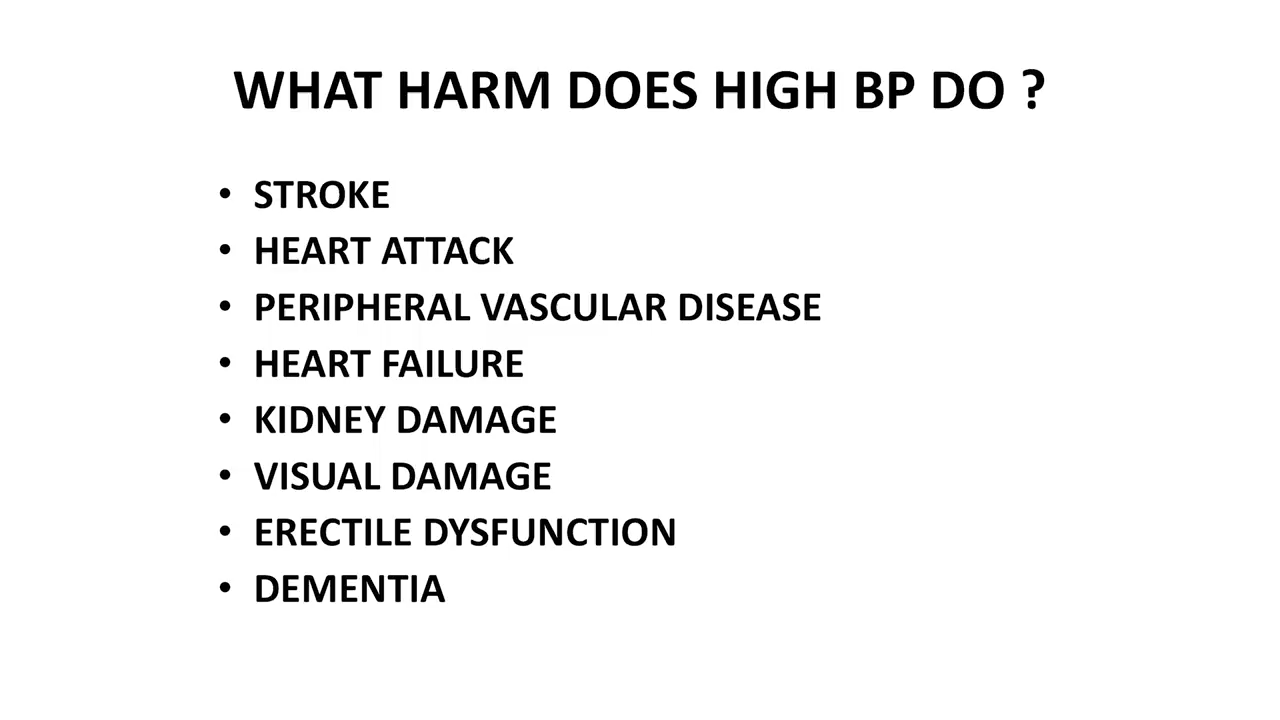 WHAT HARM DOES HIGH BP DO ?
• STROKE
• HEART ATTACK
• PERIPHERAL VASCULAR DISEASE
• HEART FAILURE
• KIDNEY DAMAGE
• VISUAL DAMAGE
• ERECTILE DYSFUNCTION
• DEMENTIA